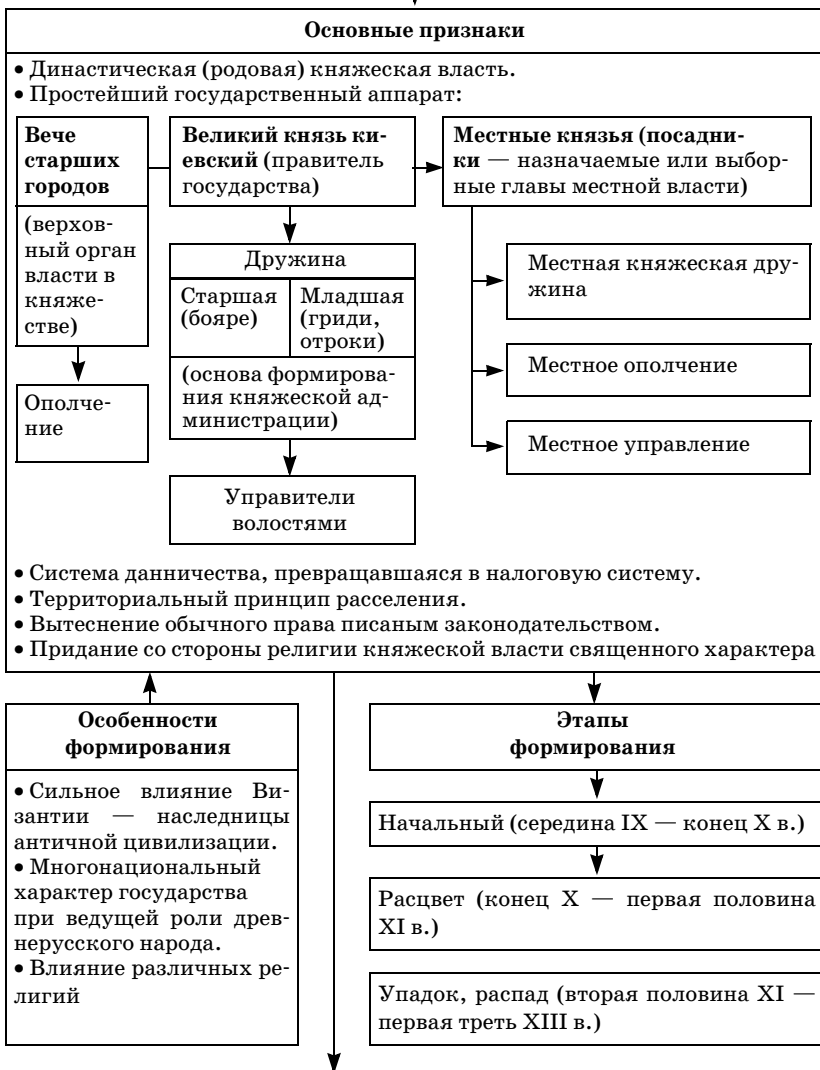 Основные признаки
• Династическая (родовая) княжеская власть.
• Простейший государственный аппарат:
Вече
старших
городов
(верхов-
ный орган
власти в
княже-
стве)
Ополче-
ние
Великий князь ки-
евский (правитель
государства)
Дружина
Старшая
(бояре)
Младшая
(гриди,
отроки)
(основа формирова-
ния княжеской ад-
министрации)
Управители
волостями
Местные князья (посадни-
ки — назначаемые или выбор-
ные главы местной власти)
Местная княжеская дру-
жина
Местное ополчение
Местное управление
• Система данничества, превращавшаяся в налоговую систему.
• Территориальный принцип расселения.
• Вытеснение обычного права писаным законодательством.
• Придание со стороны религии княжеской власти священного характера
Особенности
формирования
• Сильное влияние Ви-
зантии — наследницы
античной цивилизации.
• Многонациональный
характер государства
при ведущей роли древ-
нерусского народа.
• Влияние различных ре-
лигий
Этапы
формирования
Начальный (середина IX — конец X в.)
Расцвет (конец X — первая половина
XI в.)
Упадок, распад (вторая половина XI —
первая треть XIII в.)